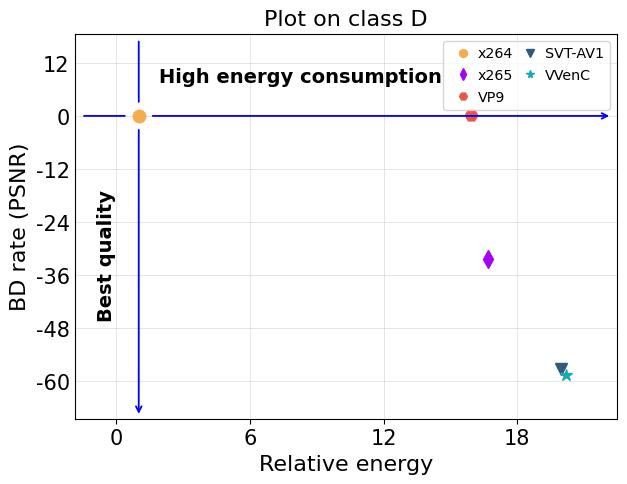 Plot on class D
x264
x265
VP9
SVT-AV1
VVenC
High energy consumption
Best quality
BD rate (PSNR)
12
0
-12
-24
-36
-48
-60
0
6
12
18
Relative energy